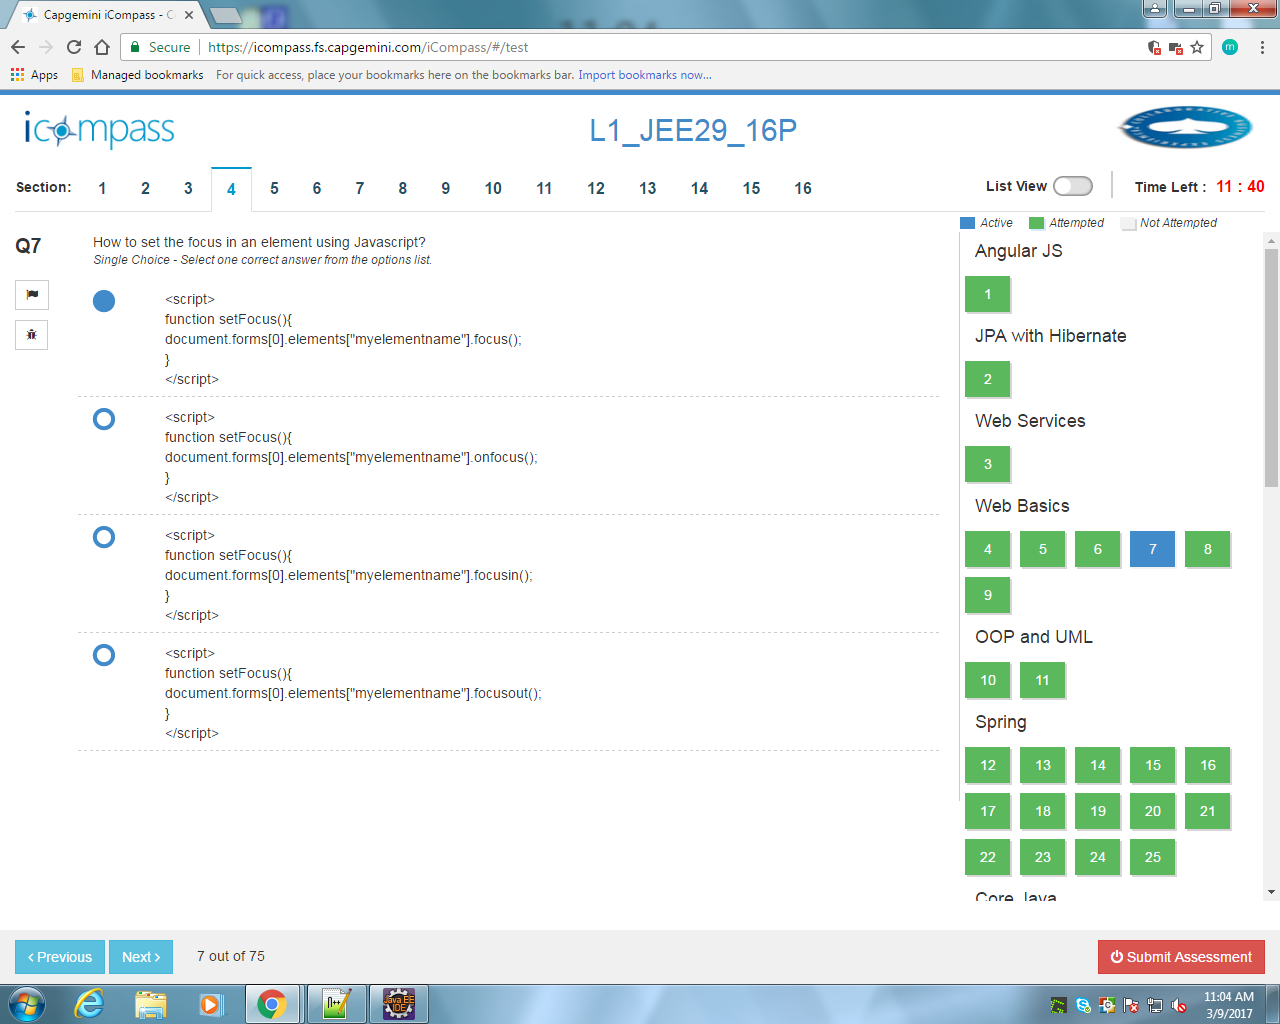 Capgemini iCompass - C
Secure
https://icompass.fs.capgemini.com/iCompass/#/test
m
Apps
Managed bookmarks
For quick access, place your bookmarks here on the bookmarks bar. Import bookmarks now...
icompass
L1_JEE29_16P
Section: 1 2 3 4 5 6 7 8 9 10 11 12 13 14 15 16
List View
Time Left : 11 : 40
Active Attempted Not Attempted
Q7
How to set the focus in an element using Javascript?
Single Choice - Select one correct answer from the options list.
<script>
function setFocus(){
document.forms[0].elements["myelementname"].focus();
}
</script>
<script>
function setFocus(){
document.forms[0].elements["myelementname"].onfocus();
}
</script>
<script>
function setFocus(){
document.forms[0].elements["myelementname"].focusin();
}
</script>
<script>
function setFocus(){
document.forms[0].elements["myelementname"].focusout();
}
</script>
Angular JS
1
JPA with Hibernate
2
Web Services
3
Web Basics
4 5 6 7 8
9
OOP and UML
10 11
Spring
12 13 14 15 16
17 18 19 20 21
22 23 24 25
Core Java
‹ Previous
Next ›
7 out of 75
Submit Assessment
N++
Java EE
IDE
11:04 AM
3/9/2017